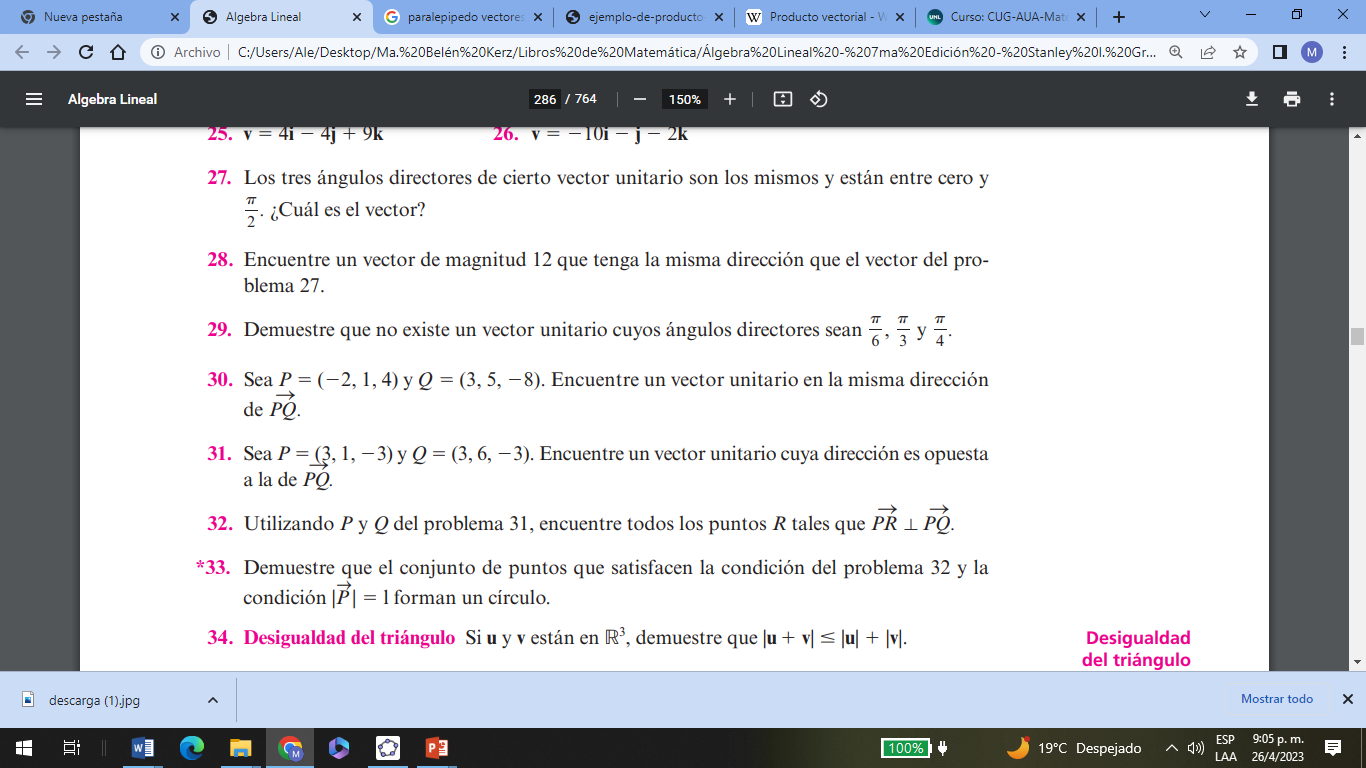 Nueva pestaña
Algebra Lineal
paralepipedo vectores
ejemplo-de-producto
Producto vectorial - W
Curso: CUG-AUA-Mate
Archivo
C:/Users/Ale/Desktop/Ma.%20Belén%20Kerz/Libros%20de%20Matemática/Álgebra%20Lineal%20-%207ma%20Edición%20-%20Stanley%20I.%20Gr...
M
Algebra Lineal
286 / 764
150%
25. v = 4i − 4j + 9k
26. v = −10i − j − 2k
27. Los tres ángulos directores de cierto vector unitario son los mismos y están entre cero y
π/2. ¿Cuál es el vector?
28. Encuentre un vector de magnitud 12 que tenga la misma dirección que el vector del pro-
blema 27.
29. Demuestre que no existe un vector unitario cuyos ángulos directores sean π/6, π/3 y π/4.
30. Sea P = (−2, 1, 4) y Q = (3, 5, −8). Encuentre un vector unitario en la misma dirección
de PQ⃗.
31. Sea P = (3, 1, −3) y Q = (3, 6, −3). Encuentre un vector unitario cuya dirección es opuesta
a la de PQ⃗.
32. Utilizando P y Q del problema 31, encuentre todos los puntos R tales que PR⃗ ⊥ PQ⃗.
*33. Demuestre que el conjunto de puntos que satisfacen la condición del problema 32 y la
condición |P⃗| = 1 forman un círculo.
34. Desigualdad del triángulo Si u y v están en ℝ³, demuestre que |u + v| ≤ |u| + |v|.
Desigualdad
del triángulo
descarga (1).jpg
Mostrar todo
100%
19°C Despejado
ESP
LAA
9:05 p. m.
26/4/2023